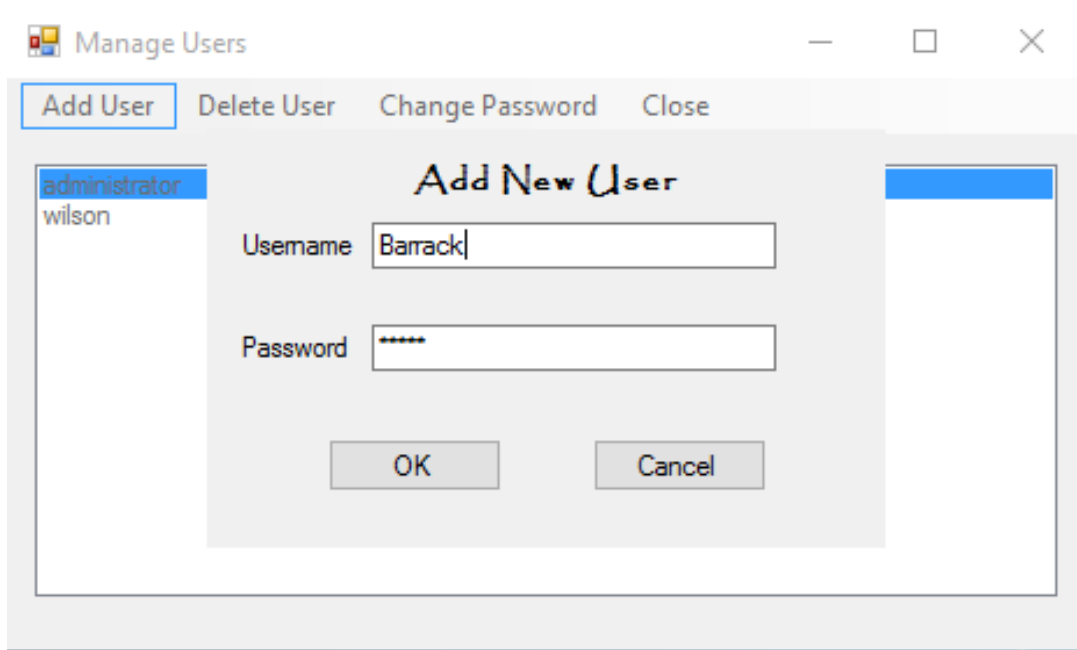 Manage Users
Add User Delete User Change Password Close
administrator
wilson
Add New User
Username Barrack
Password *****
OK Cancel